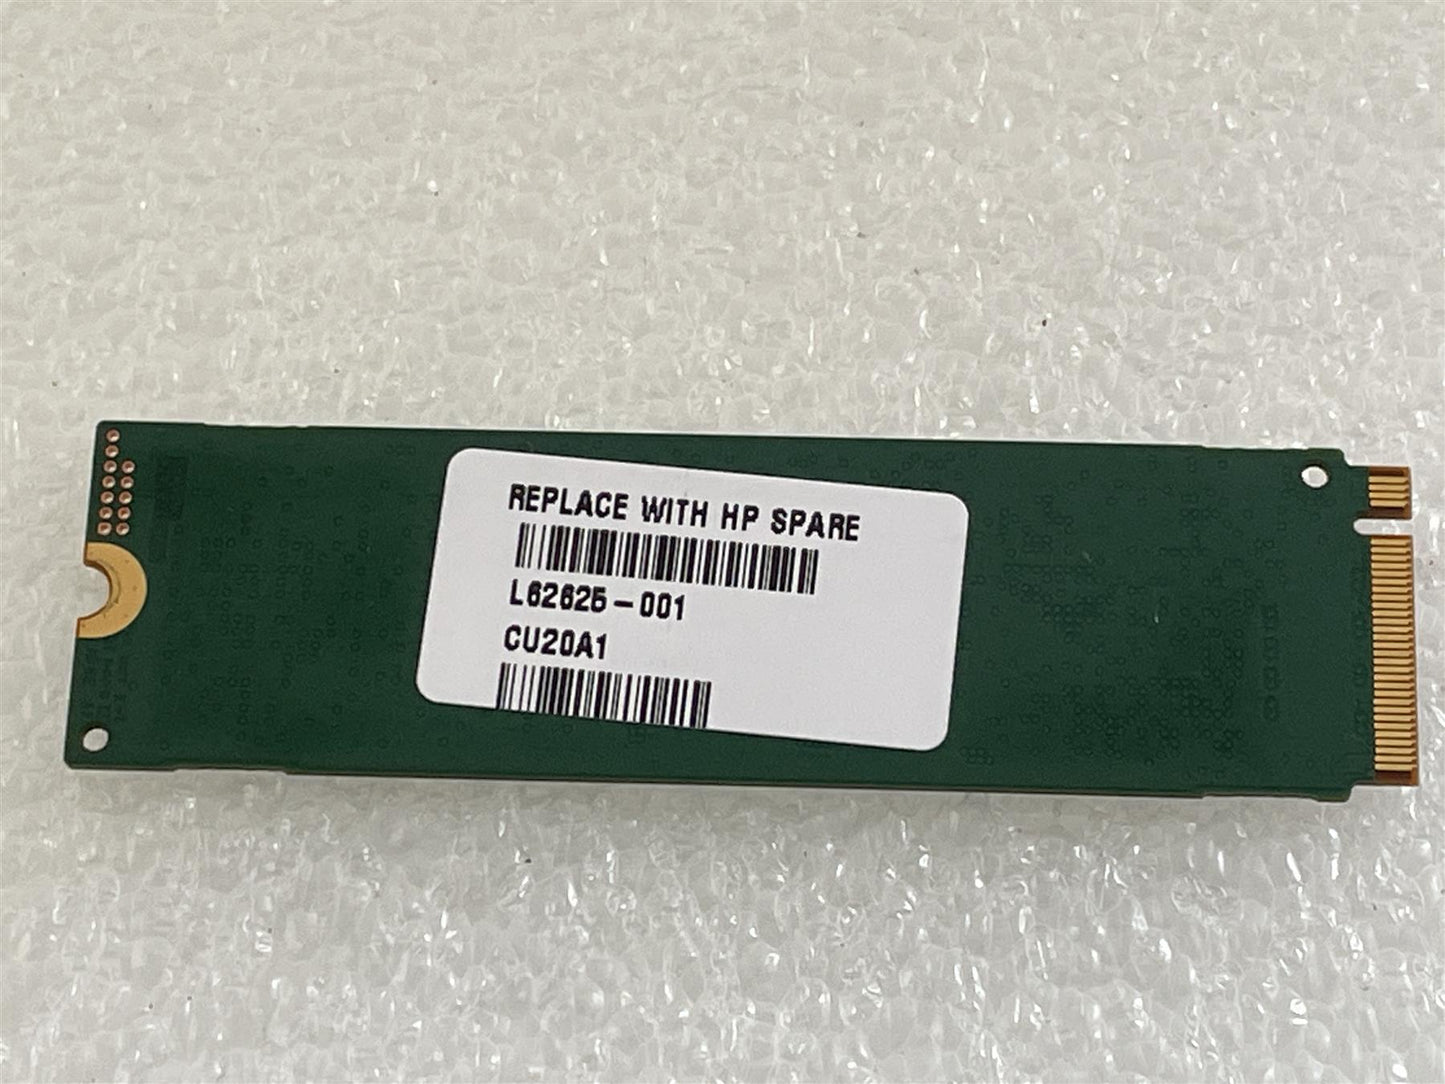 REPLACE WITH HP SPARE
L62625-001
CU20A1